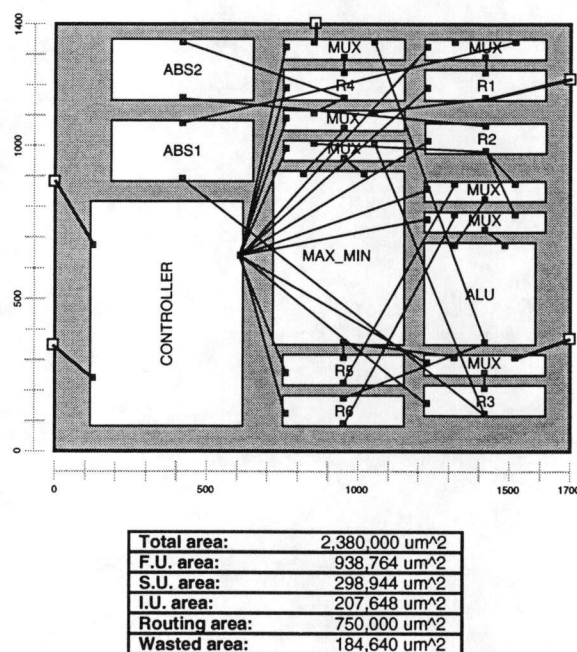 1400
MUX
MUX
ABS2
R4
R1
MUX
1000
ABS1
MUX
R2
MUX
MUX
CONTROLLER
MAX_MIN
500
ALU
R5
MUX
R6
R3
0
0
500
1000
1500
1700
Total area: 2,380,000 um^2
F.U. area: 938,764 um^2
S.U. area: 298,944 um^2
I.U. area: 207,648 um^2
Routing area: 750,000 um^2
Wasted area: 184,640 um^2